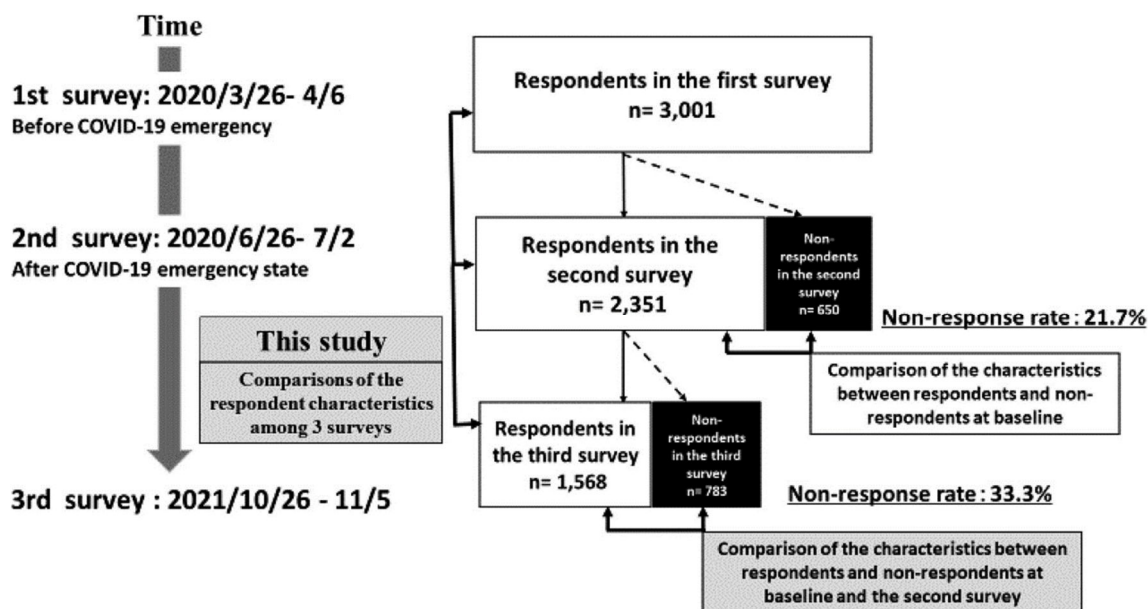 Time
1st survey: 2020/3/26- 4/6
Before COVID-19 emergency
2nd survey: 2020/6/26- 7/2
After COVID-19 emergency state
3rd survey : 2021/10/26 - 11/5
This study
Comparisons of the
respondent characteristics
among 3 surveys
Respondents in the first survey
n= 3,001
Respondents in the
second survey
n= 2,351
Non-
respondents
in the second
survey
n= 650
Non-response rate : 21.7%
Comparison of the characteristics
between respondents and non-
respondents at baseline
Respondents in
the third survey
n= 1,568
Non-
respondents
in the third
survey
n= 783
Non-response rate : 33.3%
Comparison of the characteristics between
respondents and non-respondents at
baseline and the second survey